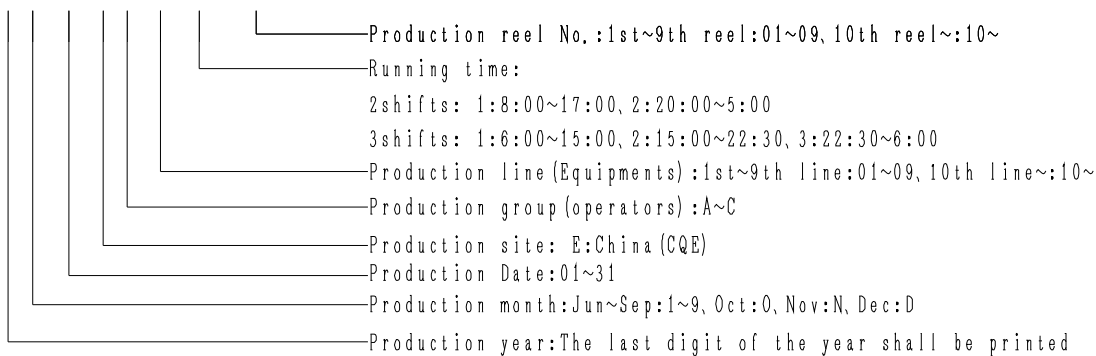 Production reel No.:1st~9th reel:01~09、10th reel~:10~
Running time:
2shifts: 1:8:00~17:00、2:20:00~5:00
3shifts: 1:6:00~15:00、2:15:00~22:30、3:22:30~6:00
Production line(Equipments):1st~9th line:01~09、10th line~:10~
Production group(operators):A~C
Production site: E:China(CQE)
Production Date:01~31
Production month:Jun~Sep:1~9、Oct:O、Nov:N、Dec:D
Production year:The last digit of the year shall be printed